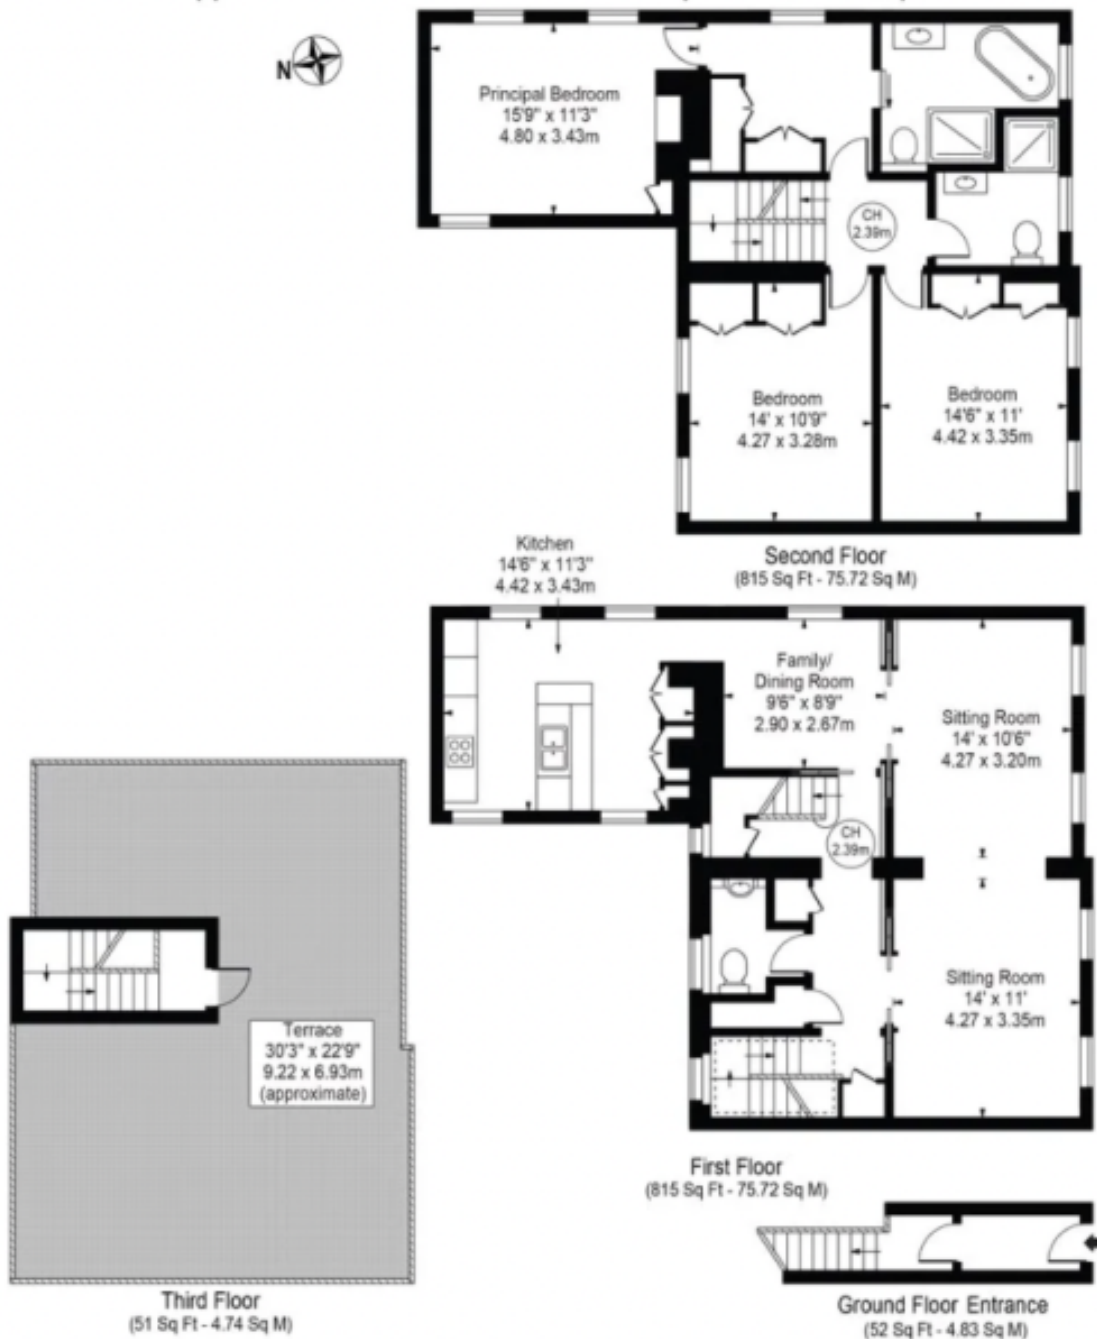 N
Principal Bedroom
15'9" x 11'3"
4.80 x 3.43m
CH
2.39m
Bedroom
14' x 10'9"
4.27 x 3.28m
Bedroom
14'6" x 11'
4.42 x 3.35m
Second Floor
(815 Sq Ft - 75.72 Sq M)
Kitchen
14'6" x 11'3"
4.42 x 3.43m
Family/
Dining Room
9'6" x 8'9"
2.90 x 2.67m
Sitting Room
14' x 10'6"
4.27 x 3.20m
CH
2.39m
Sitting Room
14' x 11'
4.27 x 3.35m
First Floor
(815 Sq Ft - 75.72 Sq M)
Terrace
30'3" x 22'9"
9.22 x 6.93m
(approximate)
Third Floor
(51 Sq Ft - 4.74 Sq M)
Ground Floor Entrance
(52 Sq Ft - 4.83 Sq M)